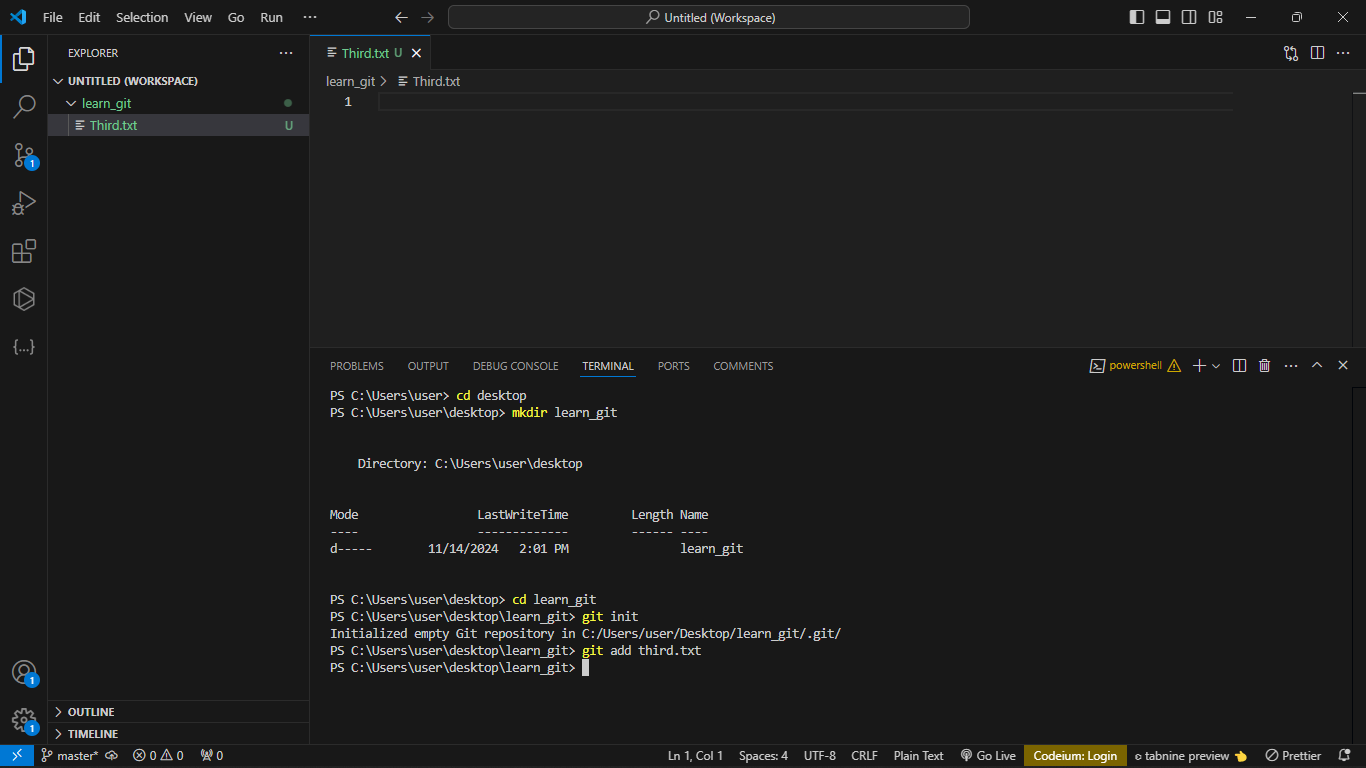 File Edit Selection View Go Run ···
Untitled (Workspace)
EXPLORER ···
UNTITLED (WORKSPACE)
learn_git
Third.txt U
Third.txt U
learn_git > Third.txt
1
1
1
1
PROBLEMS OUTPUT DEBUG CONSOLE TERMINAL PORTS COMMENTS
powershell
PS C:\Users\user> cd desktop
PS C:\Users\user\desktop> mkdir learn_git
Directory: C:\Users\user\desktop
Mode LastWriteTime Length Name
---- ------------- ------ ----
d----- 11/14/2024 2:01 PM learn_git
PS C:\Users\user\desktop> cd learn_git
PS C:\Users\user\desktop\learn_git> git init
Initialized empty Git repository in C:/Users/user/Desktop/learn_git/.git/
PS C:\Users\user\desktop\learn_git> git add third.txt
PS C:\Users\user\desktop\learn_git>
OUTLINE
TIMELINE
master* 0 0 0
Ln 1, Col 1 Spaces: 4 UTF-8 CRLF Plain Text Go Live Codeium: Login tabnine preview Prettier